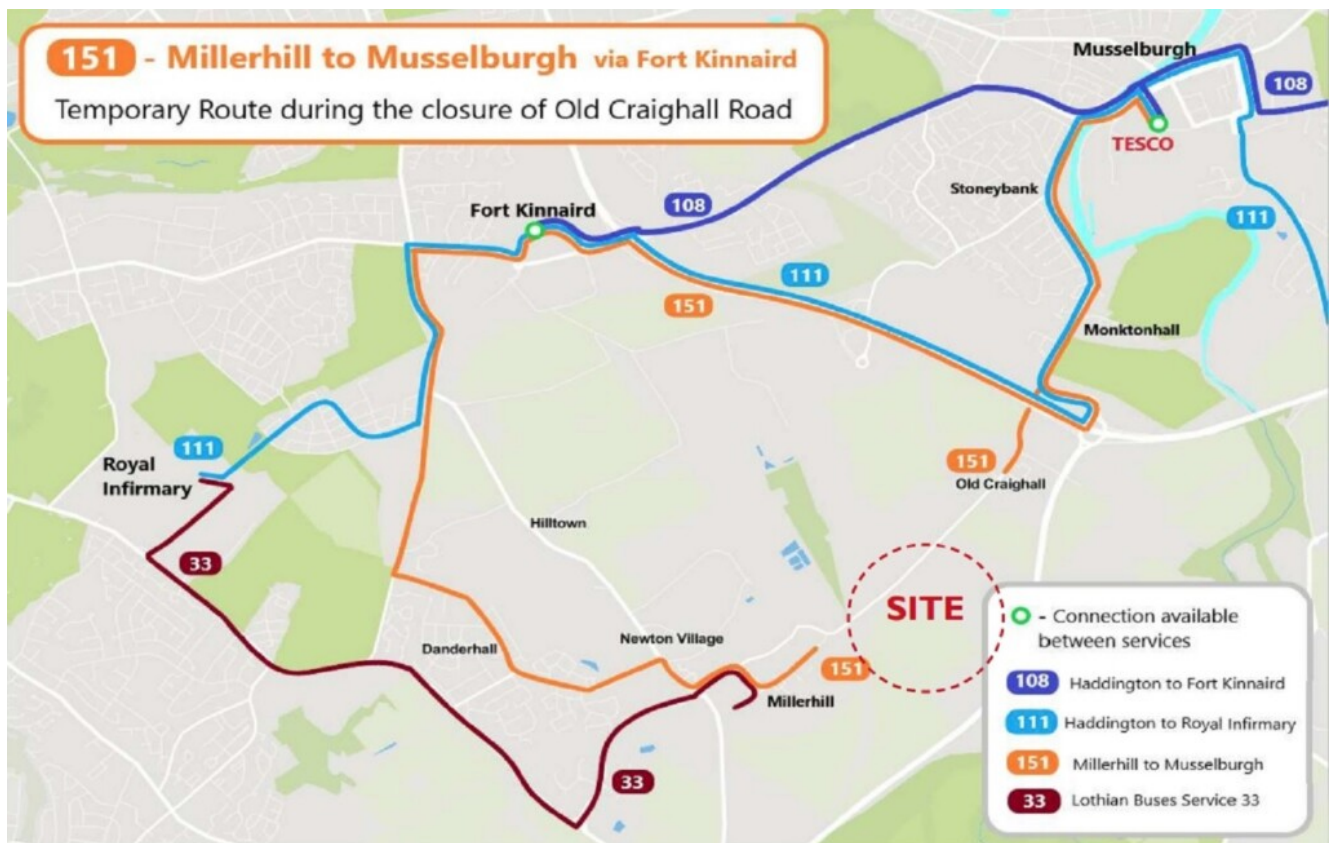 151 - Millerhill to Musselburgh via Fort Kinnaird
Temporary Route during the closure of Old Craighall Road
Musselburgh
108
TESCO
Stoneybank
Fort Kinnaird
108
111
111
151
Monktonhall
111
Royal
Infirmary
151
Old Craighall
Hilltown
33
SITE
Newton Village
Danderhall
151
Millerhill
33
- Connection available
between services
108 Haddington to Fort Kinnaird
111 Haddington to Royal Infirmary
151 Millerhill to Musselburgh
33 Lothian Buses Service 33